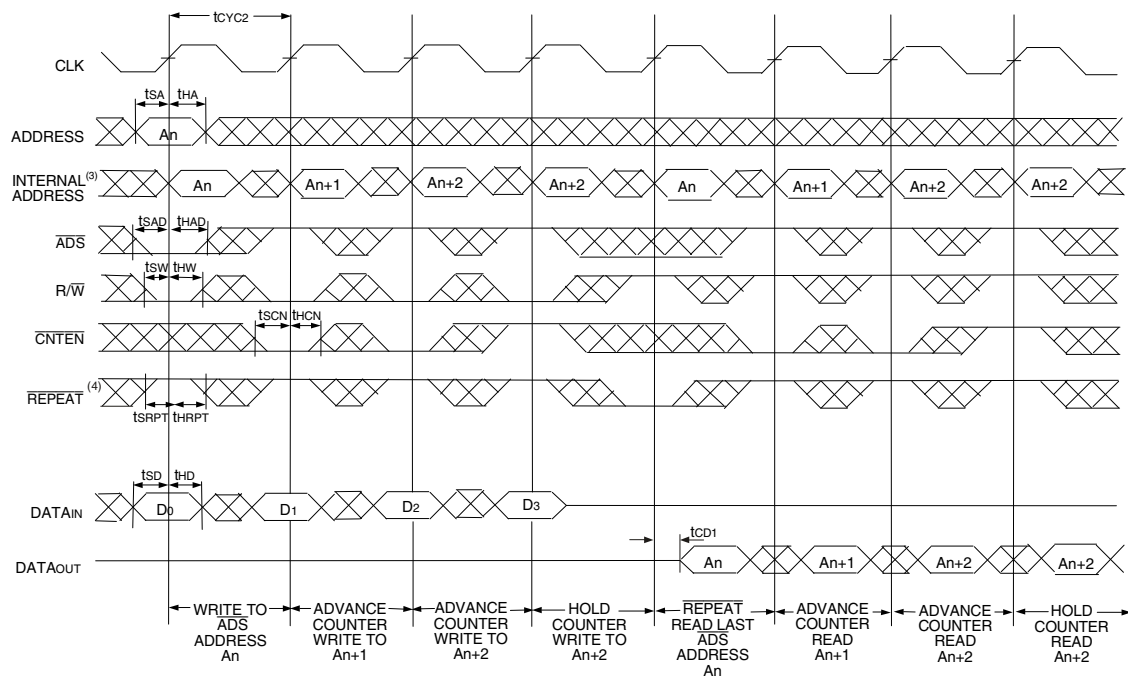 tCYC2
CLK
tSA tHA
ADDRESS An
INTERNAL(3) ADDRESS An An+1 An+2 An+2 An An+1 An+2 An+2
tSAD tHAD
ADS
tSW tHW
R/W
tSCN tHCN
CNTEN
REPEAT (4)
tSRPT tHRPT
tSD tHD
DATAIN D0 D1 D2 D3
tCD1
DATAOUT An An+1 An+2 An+2
WRITE TO
ADS
ADDRESS
An
ADVANCE
COUNTER
WRITE TO
An+1
ADVANCE
COUNTER
WRITE TO
An+2
HOLD
COUNTER
WRITE TO
An+2
REPEAT
READ LAST
ADS
ADDRESS
An
ADVANCE
COUNTER
READ
An+1
ADVANCE
COUNTER
READ
An+2
HOLD
COUNTER
READ
An+2